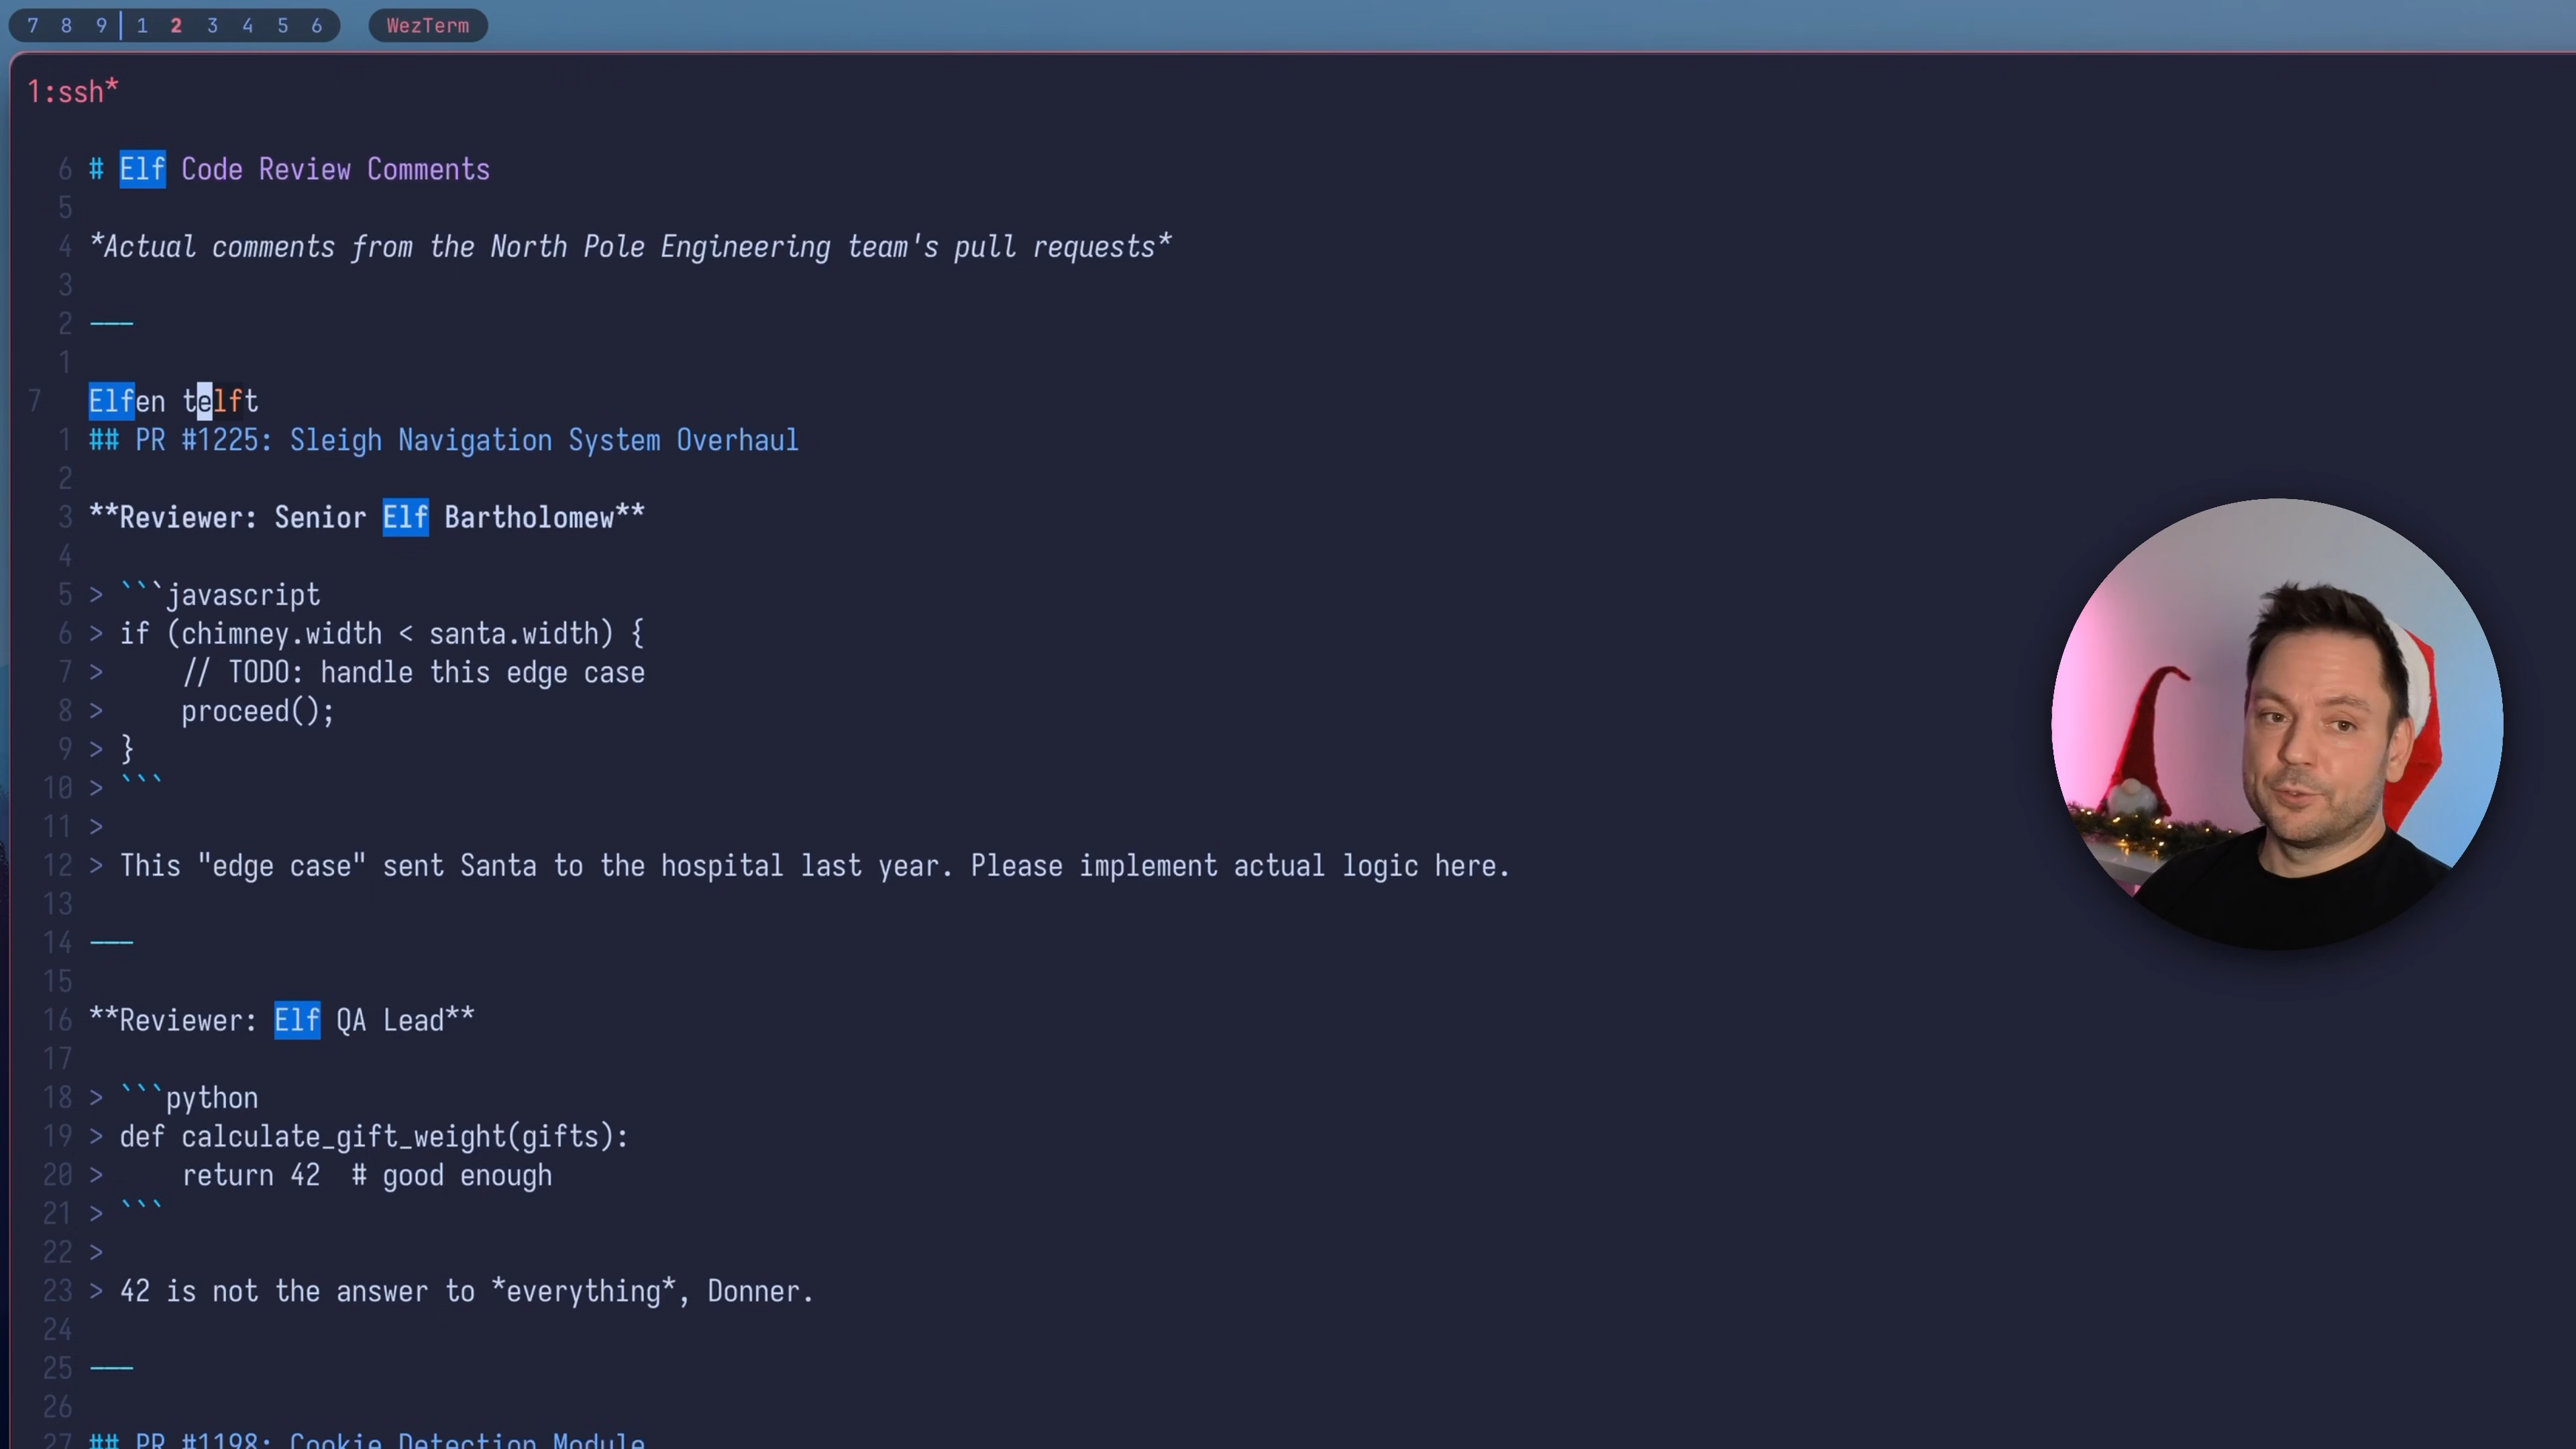 7 8 9 1 2 3 4 5 6 WezTerm
1:ssh*
6 # Elf Code Review Comments
5
4 *Actual comments from the North Pole Engineering team's pull requests*
3
2 ---
1
7 Elfen telft
1 ## PR #1225: Sleigh Navigation System Overhaul
2
3 **Reviewer: Senior Elf Bartholomew**
4
5 > ```javascript
6 > if (chimney.width < santa.width) {
7 >     // TODO: handle this edge case
8 >     proceed();
9 > }
10 > ```
11 >
12 > This "edge case" sent Santa to the hospital last year. Please implement actual logic here.
13
14 ---
15
16 **Reviewer: Elf QA Lead**
17
18 > ```python
19 > def calculate_gift_weight(gifts):
20 >     return 42  # good enough
21 > ```
22 >
23 > 42 is not the answer to *everything*, Donner.
24
25 ---
26
27 ## PR #1198: Cookie Detection Module